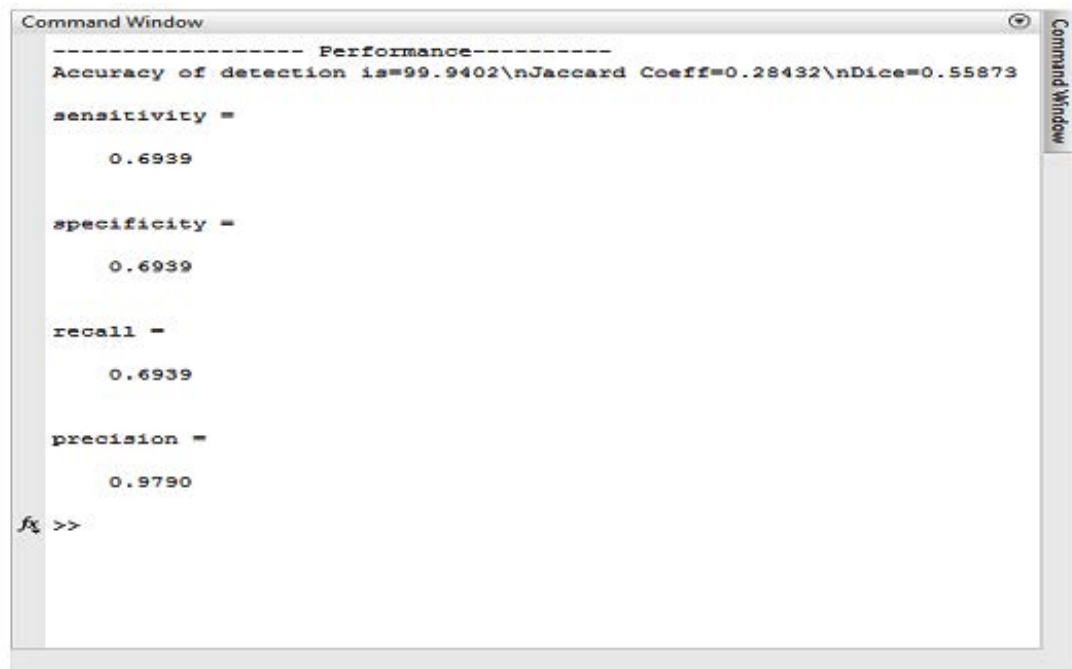 Command Window
------------------ Performance----------
Accuracy of detection is=99.9402\nJaccard Coeff=0.28432\nDice=0.55873
sensitivity =
0.6939
specificity =
0.6939
recall =
0.6939
precision =
0.9790
fx >>
Command Window